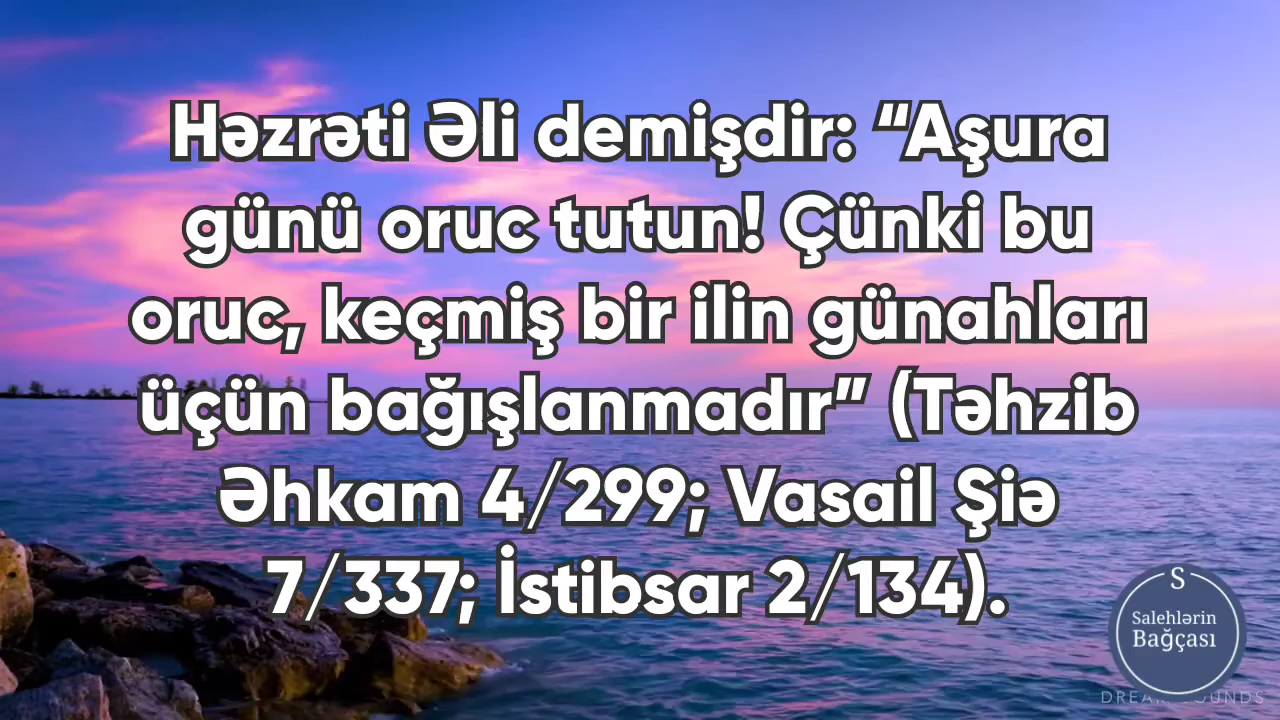 Həzrəti Əli demişdir: “Aşura
günü oruc tutun! Çünki bu
oruc, keçmiş bir ilin günahları
üçün bağışlanmadır” (Təhzib
Əhkam 4/299; Vasail Şiə
7/337; İstibsar 2/134).
S
Salehlərin
Bağçası